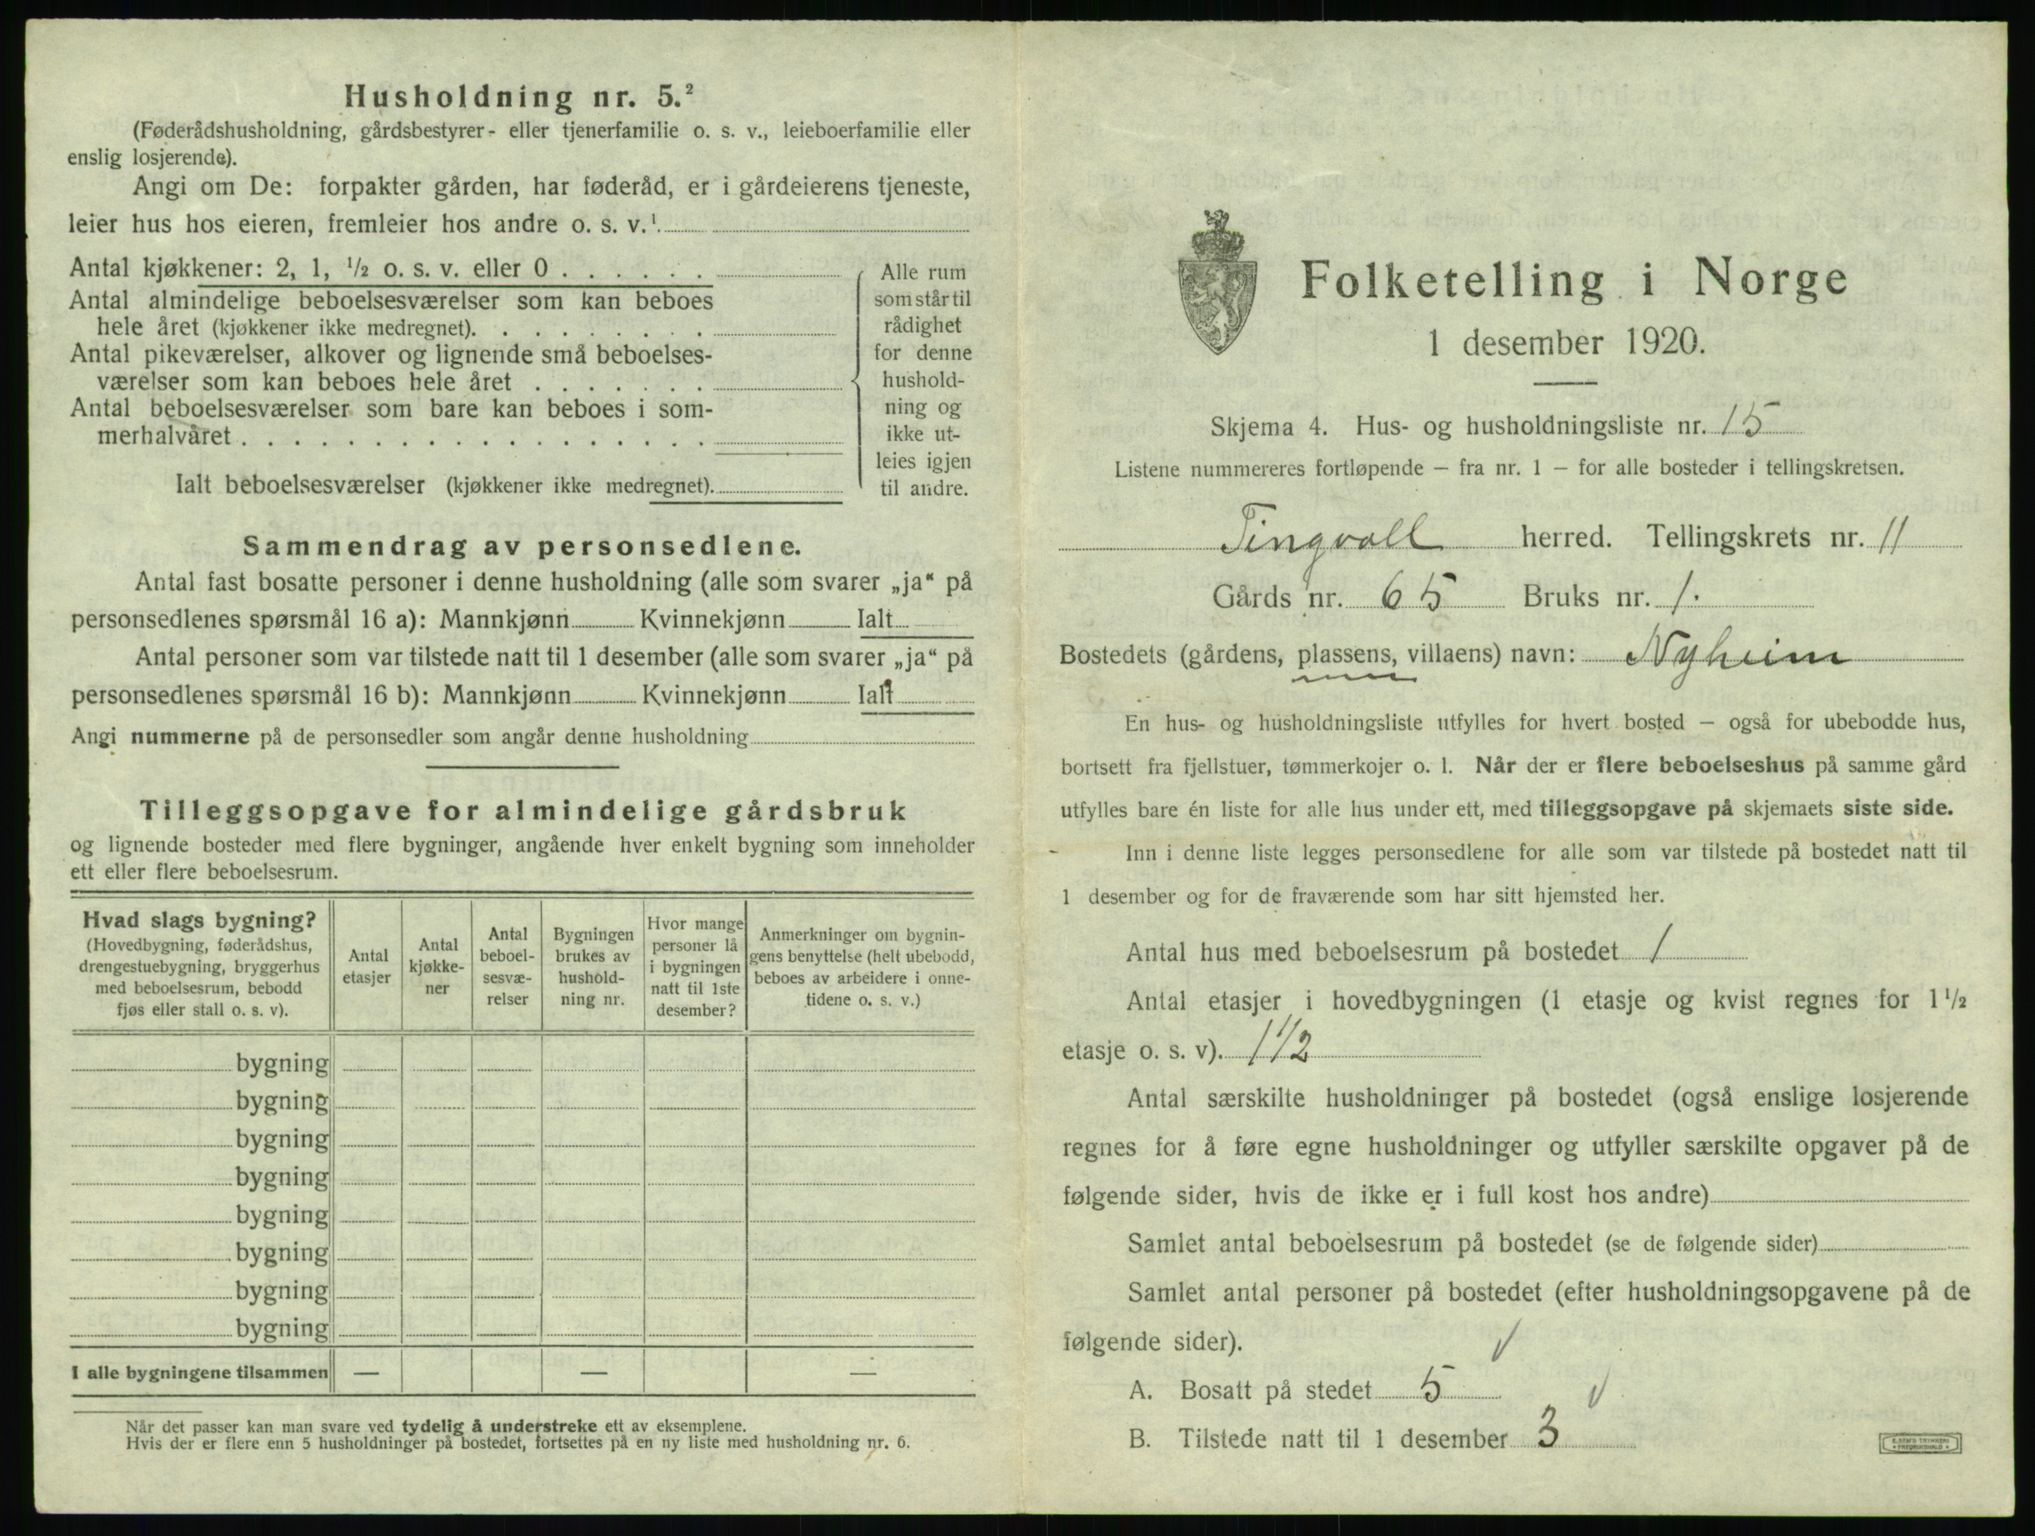 Husholdning nr. 5.²
(Føderådshusholdning, gårdsbestyrer- eller tjenerfamilie o. s. v., leieboerfamilie eller
enslig losjerende).
Angi om De: forpakter gården, har føderåd, er i gårdeierens tjeneste,
leier hus hos eieren, fremleier hos andre o. s. v.¹
Antal kjøkkener: 2, 1, ½ o. s. v. eller 0
Antal almindelige beboelsesværelser som kan beboes
hele året (kjøkkener ikke medregnet).
Antal pikeværelser, alkover og lignende små beboelses-
værelser som kan beboes hele året
Antal beboelsesværelser som bare kan beboes i som-
merhalvåret
Ialt beboelsesværelser (kjøkkener ikke medregnet).
Alle rum
som står til
rådighet
for denne
hushold-
ning og
ikke ut-
leies igjen
til andre.
Sammendrag av personsedlene.
Antal fast bosatte personer i denne husholdning (alle som svarer „ja“ på
personsedlenes spørsmål 16 a): Mannkjønn Kvinnekjønn Ialt
Antal personer som var tilstede natt til 1 desember (alle som svarer „ja“ på
personsedlenes spørsmål 16 b): Mannkjønn Kvinnekjønn Ialt
Angi nummerne på de personsedler som angår denne husholdning
Tilleggsopgave for almindelige gårdsbruk
og lignende bosteder med flere bygninger, angående hver enkelt bygning som inneholder
ett eller flere beboelsesrum.
Hvad slags bygning?
(Hovedbygning, føderådshus,
drengestuebygning, bryggerhus
med beboelsesrum, bebodd
fjøs eller stall o. s. v).
Antal
etasjer
Antal
kjøkke-
ner
Antal
beboel-
sesvæ-
relser
Bygningen
brukes av
hushold-
ning nr.
Hvor mange
personer lå
i bygningen
natt til 1ste
desember?
Anmerkninger om bygnin-
gens benyttelse (helt ubebodd,
beboes av arbeidere i onne-
tidene o. s. v.)
bygning
bygning
bygning
bygning
bygning
bygning
bygning
bygning
I alle bygningene tilsammen — — —
Når det passer kan man svare ved tydelig å understreke ett av eksemplene.
Hvis der er flere enn 5 husholdninger på bostedet, fortsettes på en ny liste med husholdning nr. 6.
Folketelling i Norge
1 desember 1920.
Skjema 4. Hus- og husholdningsliste nr. 15
Listene nummereres fortløpende — fra nr. 1 — for alle bosteder i tellingskretsen.
Tingvoll herred. Tellingskrets nr. 11
Gårds nr. 65 Bruks nr. 1.
Bostedets (gårdens, plassens, villaens) navn: Nyheim
En hus- og husholdningsliste utfylles for hvert bosted — også for ubebodde hus,
bortsett fra fjellstuer, tømmerkojer o. l. Når der er flere beboelseshus på samme gård
utfylles bare én liste for alle hus under ett, med tilleggsopgave på skjemaets siste side.
Inn i denne liste legges personsedlene for alle som var tilstede på bostedet natt til
1 desember og for de fraværende som har sitt hjemsted her.
Antal hus med beboelsesrum på bostedet 1
Antal etasjer i hovedbygningen (1 etasje og kvist regnes for 1½
etasje o. s. v). 1½
Antal særskilte husholdninger på bostedet (også enslige losjerende
regnes for å føre egne husholdninger og utfyller særskilte opgaver på de
følgende sider, hvis de ikke er i full kost hos andre)
Samlet antal beboelsesrum på bostedet (se de følgende sider)
Samlet antal personer på bostedet (efter husholdningsopgavene på de
følgende sider).
A. Bosatt på stedet 5
B. Tilstede natt til 1 desember 3